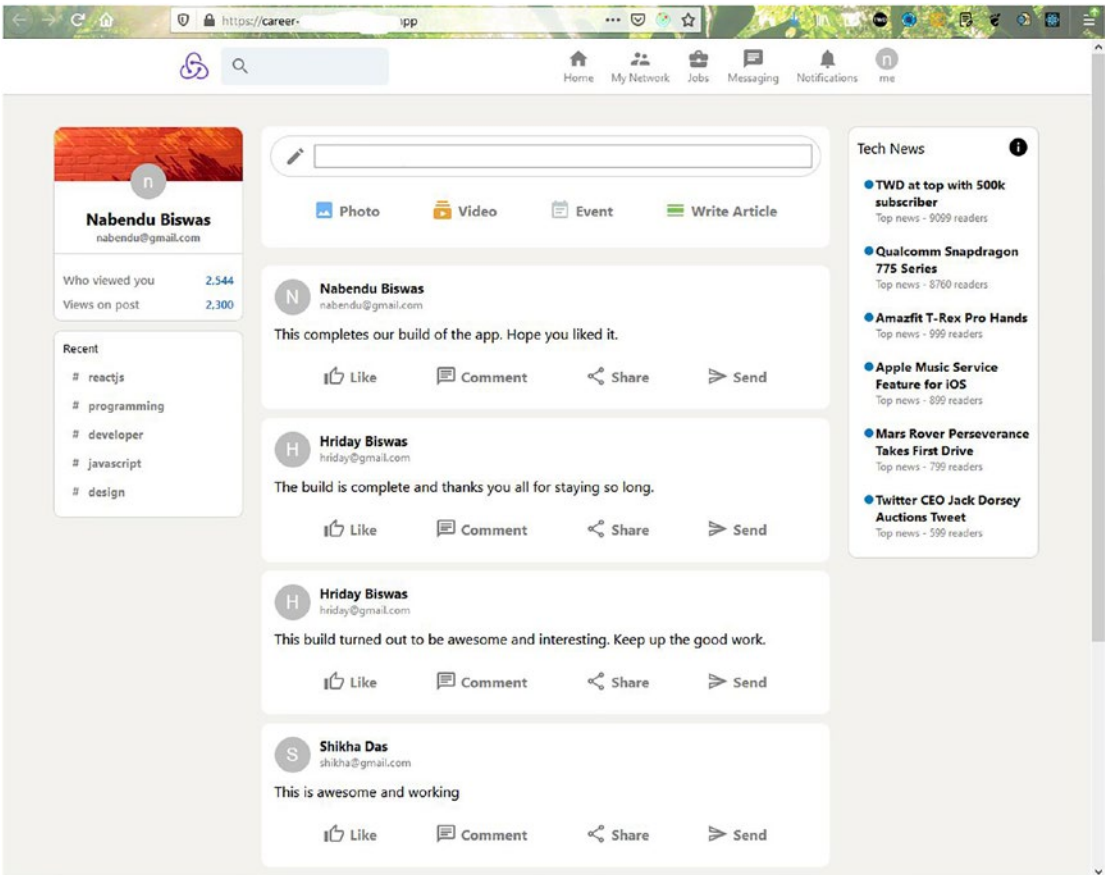 https://career- app
Home My Network Jobs Messaging Notifications me
n
n
Nabendu Biswas
nabendu@gmail.com
Who viewed you 2,544
Views on post 2,300
Recent
# reactjs
# programming
# developer
# javascript
# design
Photo Video Event Write Article
N
Nabendu Biswas
nabendu@gmail.com
This completes our build of the app. Hope you liked it.
Like Comment Share Send
H
Hriday Biswas
hriday@gmail.com
The build is complete and thanks you all for staying so long.
Like Comment Share Send
H
Hriday Biswas
hriday@gmail.com
This build turned out to be awesome and interesting. Keep up the good work.
Like Comment Share Send
S
Shikha Das
shikha@gmail.com
This is awesome and working
Like Comment Share Send
Tech News
TWD at top with 500k
subscriber
Top news - 9099 readers
Qualcomm Snapdragon
775 Series
Top news - 8760 readers
Amazfit T-Rex Pro Hands
Top news - 999 readers
Apple Music Service
Feature for iOS
Top news - 899 readers
Mars Rover Perseverance
Takes First Drive
Top news - 799 readers
Twitter CEO Jack Dorsey
Auctions Tweet
Top news - 599 readers